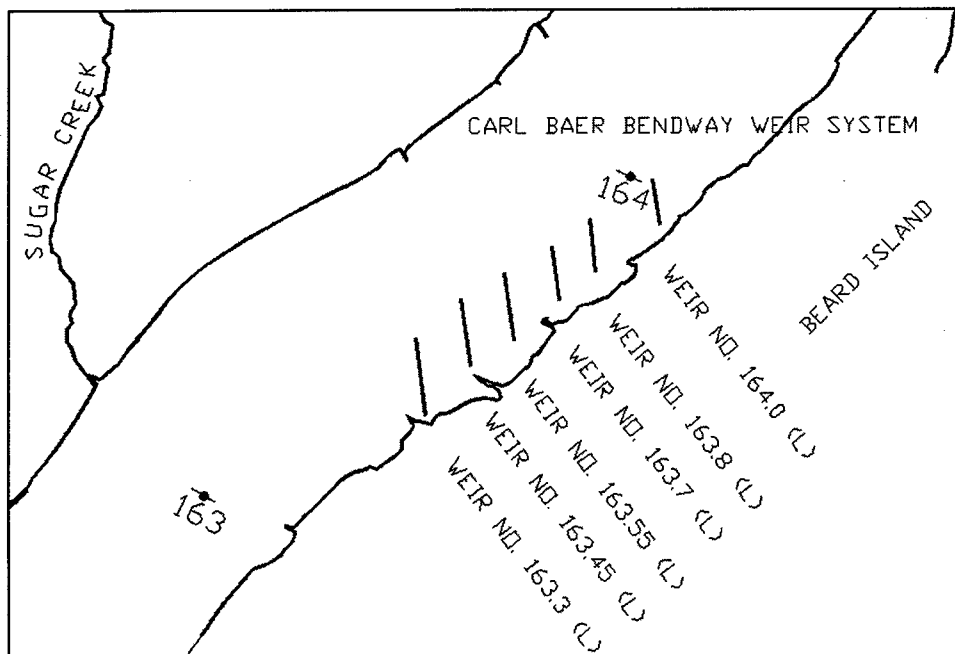 SUGAR CREEK
CARL BAER BENDWAY WEIR SYSTEM
164
BEARD ISLAND
WEIR NO. 164.0 (L)
WEIR NO. 163.8 (L)
WEIR NO. 163.7 (L)
WEIR NO. 163.55 (L)
WEIR NO. 163.45 (L)
WEIR NO. 163.3 (L)
163